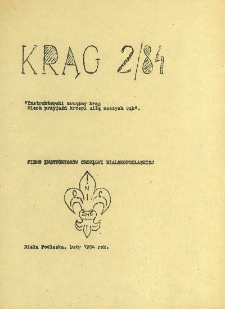 KRĄG 2/84
"Instruktorski zwiążmy krąg
Niech przyjaźń krzepi siłę naszych rąk".
PISMO INSTRUKTORÓW CHORĄGWI BIALSKOPODLASKIEJ
O N C
Biała Podlaska, luty 1984 rok.